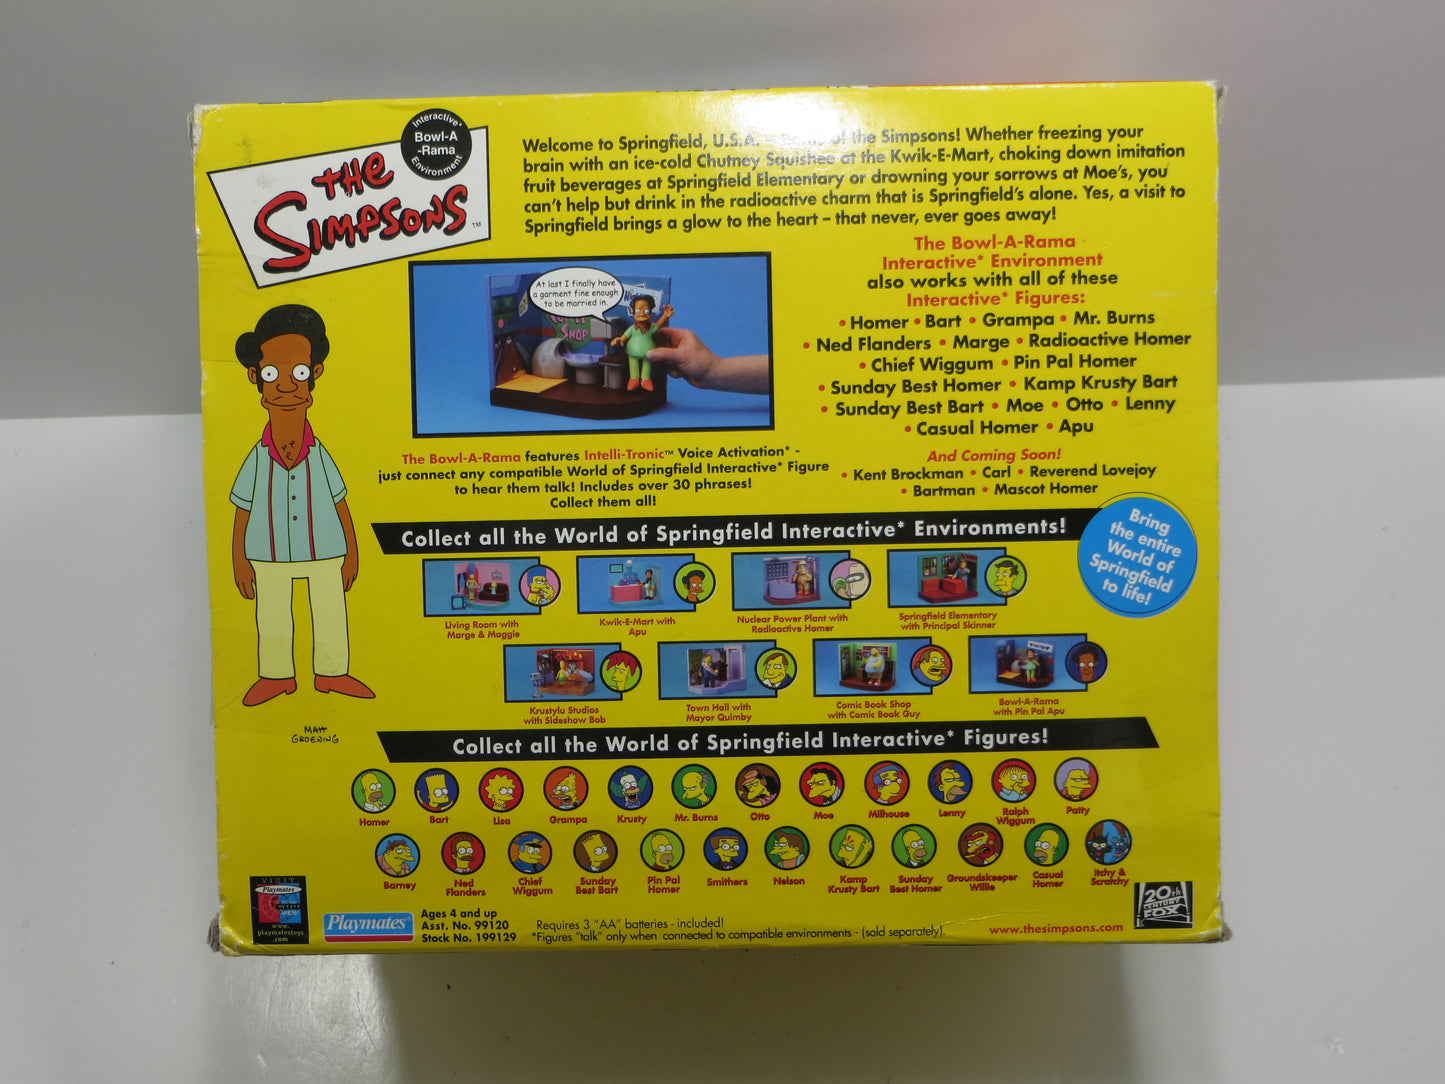 Interactive*
Bowl-A
-Rama
Environment
THE
SIMPSONS™
Welcome to Springfield, U.S.A. of the Simpsons! Whether freezing your
brain with an ice-cold Chutney Squishee at the Kwik-E-Mart, choking down imitation
fruit beverages at Springfield Elementary or drowning your sorrows at Moe's, you
can't help but drink in the radioactive charm that is Springfield's alone. Yes, a visit to
Springfield brings a glow to the heart – that never, ever goes away!
At last I finally have
a garment fine enough
to be married in.
SHOP
The Bowl-A-Rama
Interactive* Environment
also works with all of these
Interactive* Figures:
• Homer • Bart • Grampa • Mr. Burns
• Ned Flanders • Marge • Radioactive Homer
• Chief Wiggum • Pin Pal Homer
• Sunday Best Homer • Kamp Krusty Bart
• Sunday Best Bart • Moe • Otto • Lenny
• Casual Homer • Apu
And Coming Soon!
• Kent Brockman • Carl • Reverend Lovejoy
• Bartman • Mascot Homer
The Bowl-A-Rama features Intelli-Tronic™ Voice Activation* -
just connect any compatible World of Springfield Interactive* Figure
to hear them talk! Includes over 30 phrases!
Collect them all!
Collect all the World of Springfield Interactive* Environments!
Bring
the entire
World of
Springfield
to life!
Living Room with
Marge & Maggie
Kwik-E-Mart with
Apu
Nuclear Power Plant with
Radioactive Homer
Springfield Elementary
with Principal Skinner
Krustylu Studios
with Sideshow Bob
Town Hall with
Mayor Quimby
Comic Book Shop
with Comic Book Guy
Bowl-A-Rama
with Pin Pal Apu
MATT
GROENING
Collect all the World of Springfield Interactive* Figures!
Homer Bart Lisa Grampa Krusty Mr. Burns Otto Moe Milhouse Lenny Ralph Wiggum Patty
Barney Ned Flanders Chief Wiggum Sunday Best Bart Pin Pal Homer Smithers Nelson Kamp Krusty Bart Sunday Best Homer Groundskeeper Willie Casual Homer Itchy & Scratchy
VISIT
Playmates
WEB
www.
playmatestoys
.com
Playmates®
Ages 4 and up
Asst. No. 99120
Stock No. 199129
Requires 3 "AA" batteries - included!
*Figures "talk" only when connected to compatible environments - (sold separately).
www.thesimpsons.com
20th
CENTURY
FOX